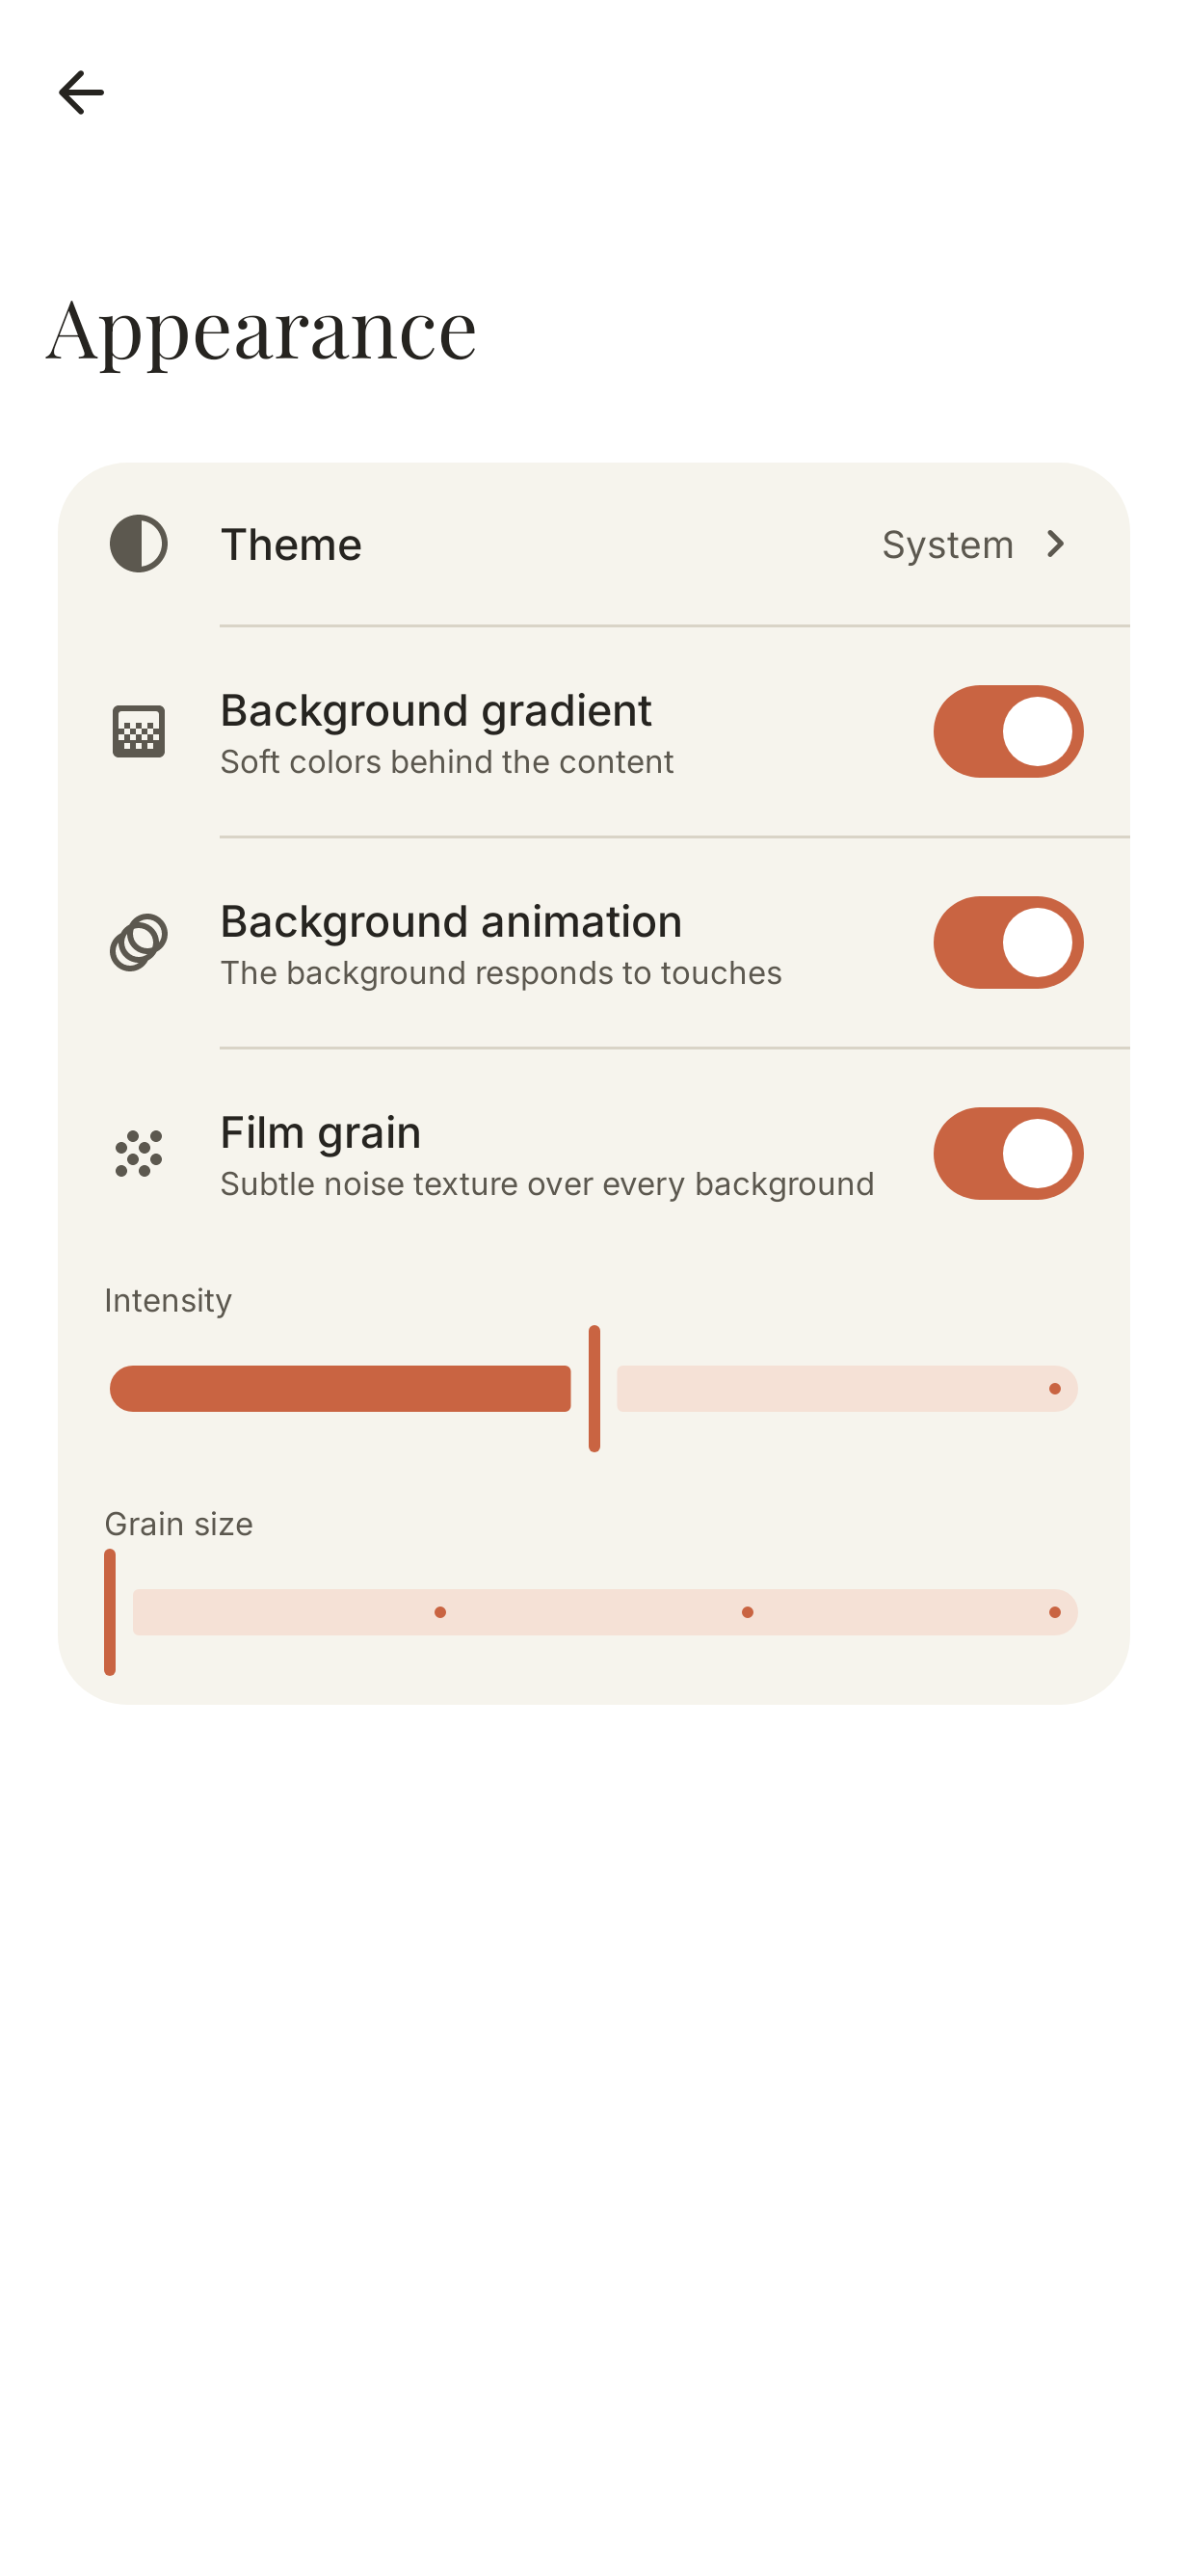 Appearance
Theme
System
Background gradient
Soft colors behind the content
Background animation
The background responds to touches
Film grain
Subtle noise texture over every background
Intensity
Grain size